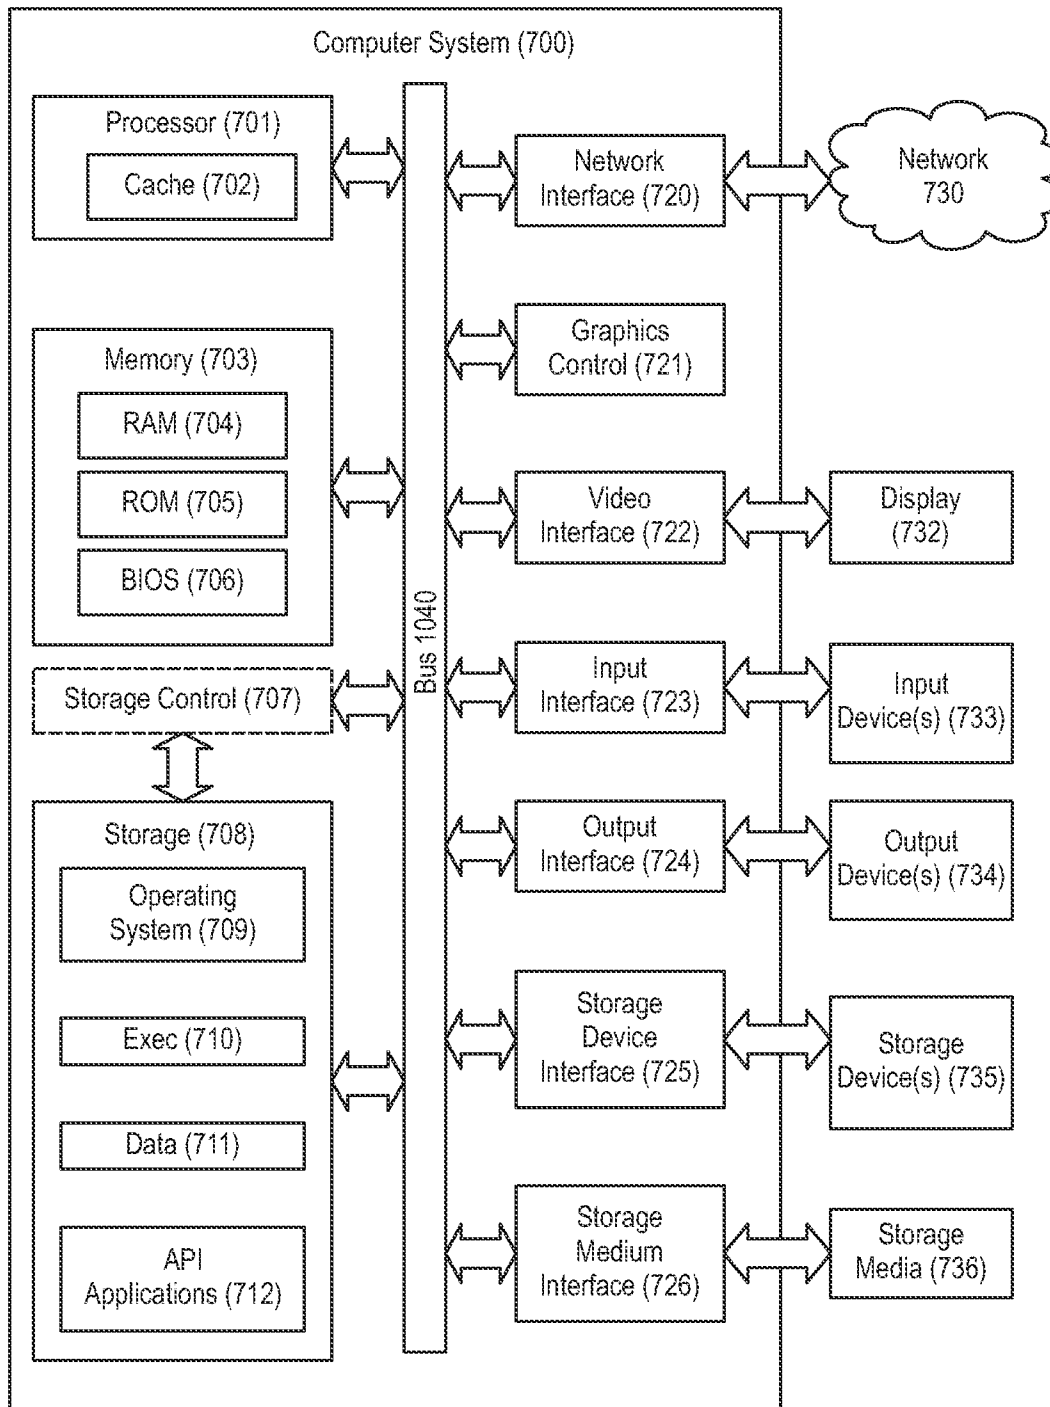 Computer System (700)
Processor (701)
Cache (702)
Memory (703)
RAM (704)
ROM (705)
BIOS (706)
Storage Control (707)
Storage (708)
Operating
System (709)
Exec (710)
Data (711)
API
Applications (712)
Bus 1040
Network
Interface (720)
Graphics
Control (721)
Video
Interface (722)
Input
Interface (723)
Output
Interface (724)
Storage
Device
Interface (725)
Storage
Medium
Interface (726)
Network
730
Display
(732)
Input
Device(s) (733)
Output
Device(s) (734)
Storage
Device(s) (735)
Storage
Media (736)